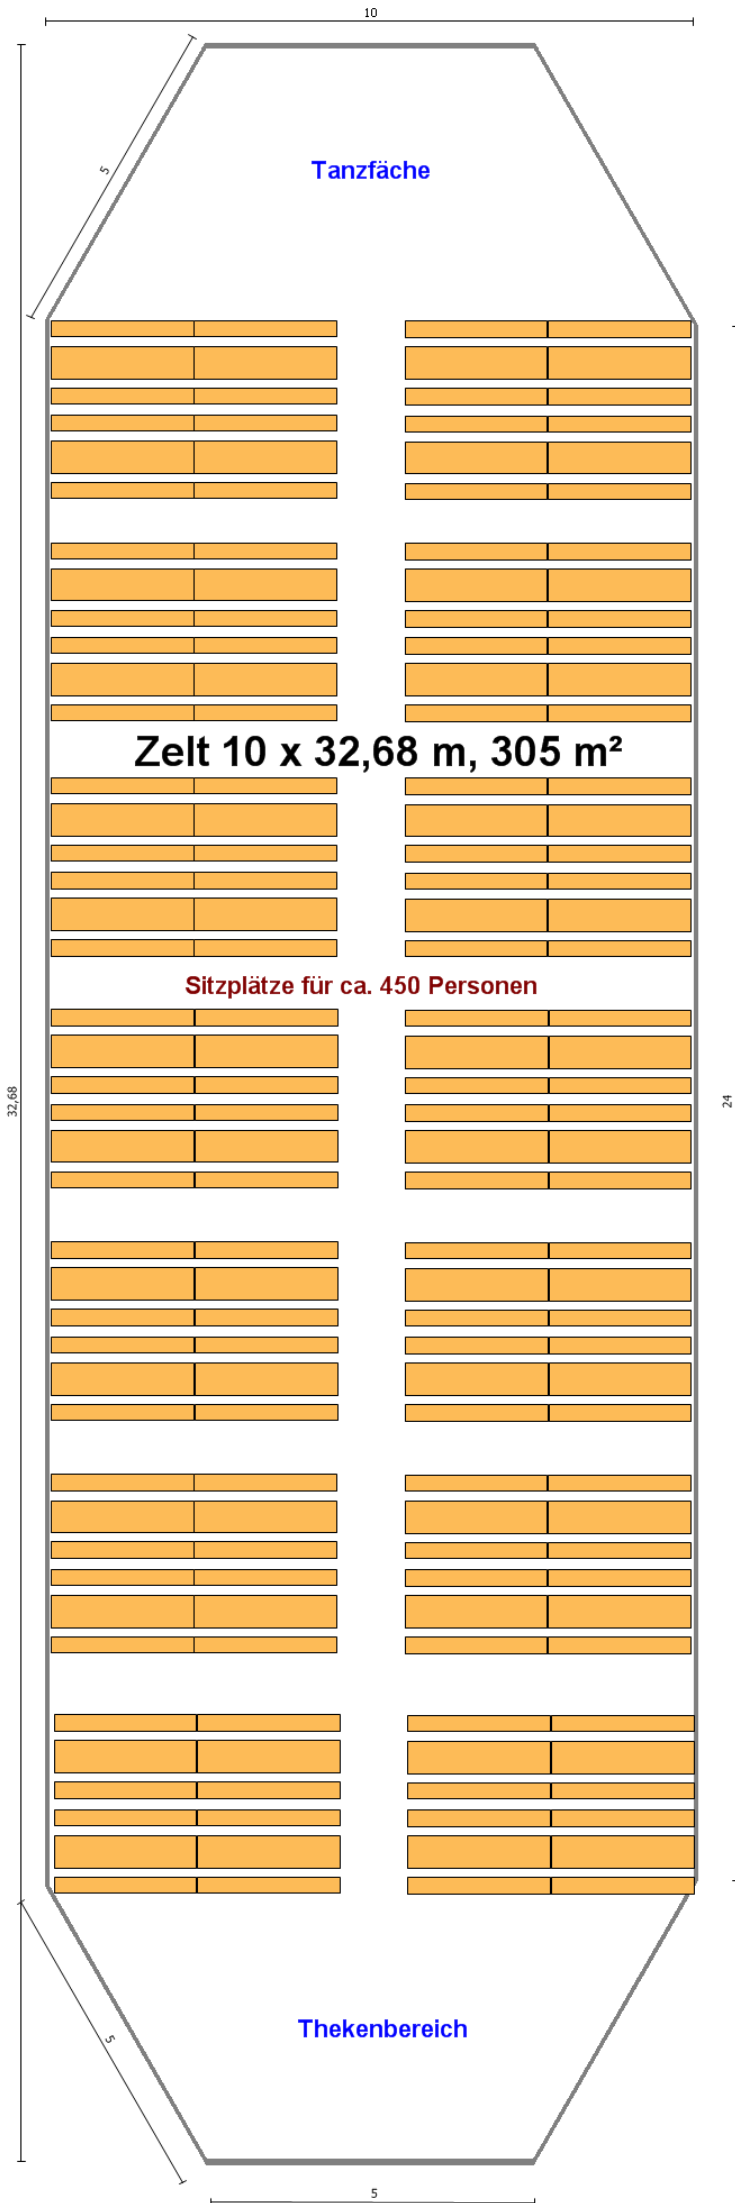 10
5
Tanzfäche
Zelt 10 x 32,68 m, 305 m²
Sitzplätze für ca. 450 Personen
32,68
24
Thekenbereich
5
5